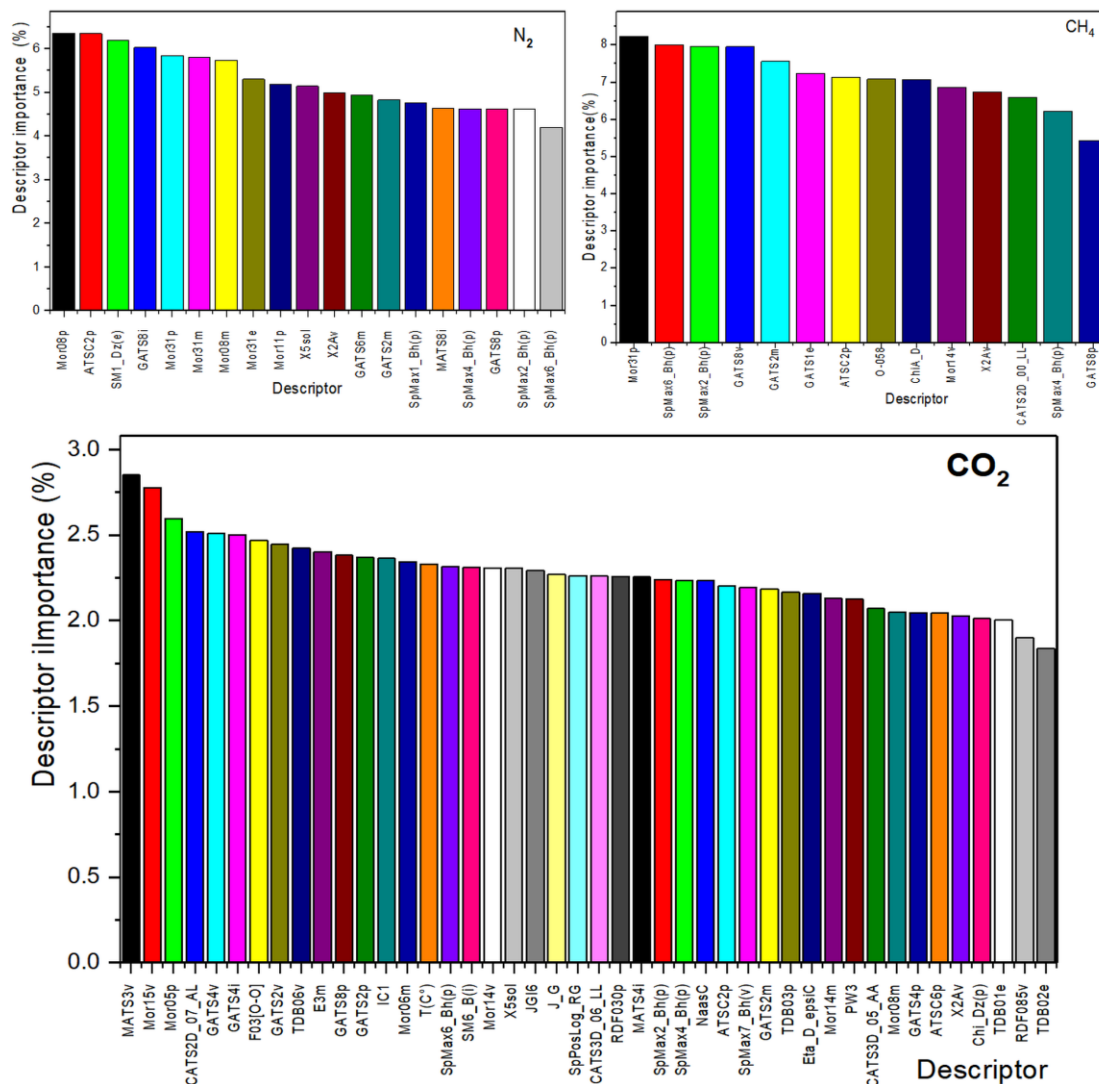 N2
Descriptor importance (%)
6
5
4
3
2
1
0
Mor08p
ATSC2p
SM1_Dz(e)
GATS8i
Mor31p
Mor31m
Mor08m
Mor31e
Mor11p
X5sol
X2Av
GATS6m
GATS2m
SpMax1_Bh(p)
MATS8i
SpMax4_Bh(p)
GATS8p
SpMax2_Bh(p)
SpMax6_Bh(p)
Descriptor
CH4
Descriptor importance(%)
8
7
6
5
4
3
2
1
0
Mor31p
SpMax6_Bh(p)
SpMax2_Bh(p)
GATS8v
GATS2m
GATS1e
ATSC2p
O-058
ChiA_D
Mor14v
X2Av
CATS2D_00_LL
SpMax4_Bh(p)
GATS8p
Descriptor
CO2
Descriptor iImportance (%)
3.0
2.5
2.0
1.5
1.0
0.5
0.0
MATS3v
Mor15v
Mor05p
CATS2D_07_AL
GATS4v
GATS4i
F03[O-O]
GATS2v
TDB06v
E3m
GATS8p
GATS2p
IC1
Mor06m
T(C°)
SpMax6_Bh(p)
SM6_B(i)
Mor14v
X5sol
JGI6
J_G
SpPosLog_RG
CATS3D_06_LL
RDF030p
MATS4i
SpMax2_Bh(p)
SpMax4_Bh(p)
NaasC
ATSC2p
SpMax7_Bh(v)
GATS2m
TDB03p
Eta_D_epsiC
Mor14m
PW3
CATS3D_05_AA
Mor08m
GATS4p
ATSC6p
X2Av
Chi_Dz(p)
TDB01e
RDF085v
TDB02e
Descriptor